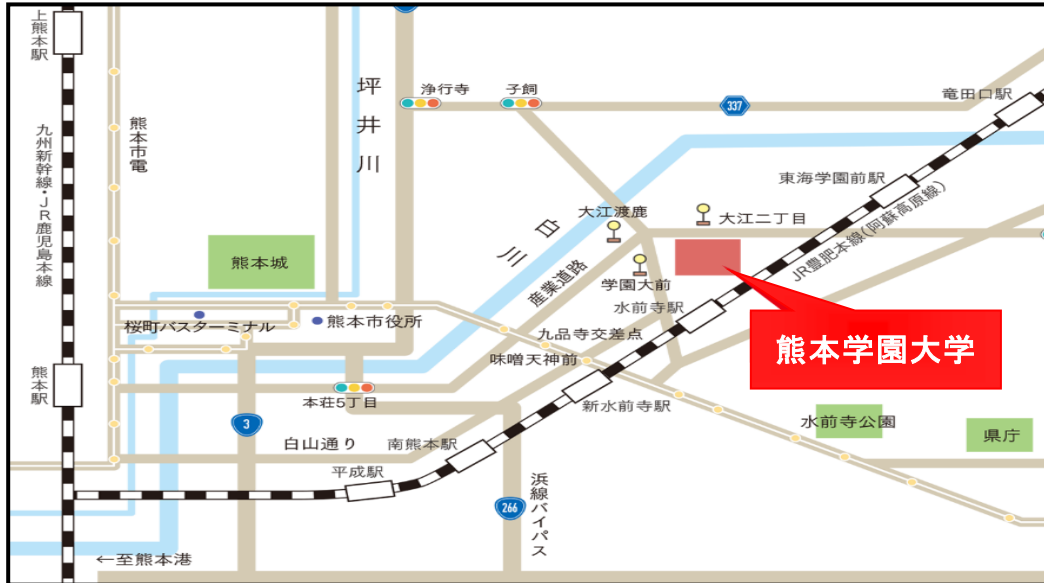 上熊本駅
九州新幹線・JR鹿児島本線
熊本市電
坪井川
浄行寺
子飼
337
竜田口駅
東海学園前駅
JR豊肥本線(阿蘇高原線)
大江渡鹿
大江二丁目
白川
産業道路
学園大前
水前寺駅
熊本城
桜町バスターミナル
熊本市役所
九品寺交差点
味噌天神前
熊本学園大学
熊本駅
本荘5丁目
新水前寺駅
3
白山通り
南熊本駅
平成駅
水前寺公園
県庁
266
浜線バイパス
←至熊本港